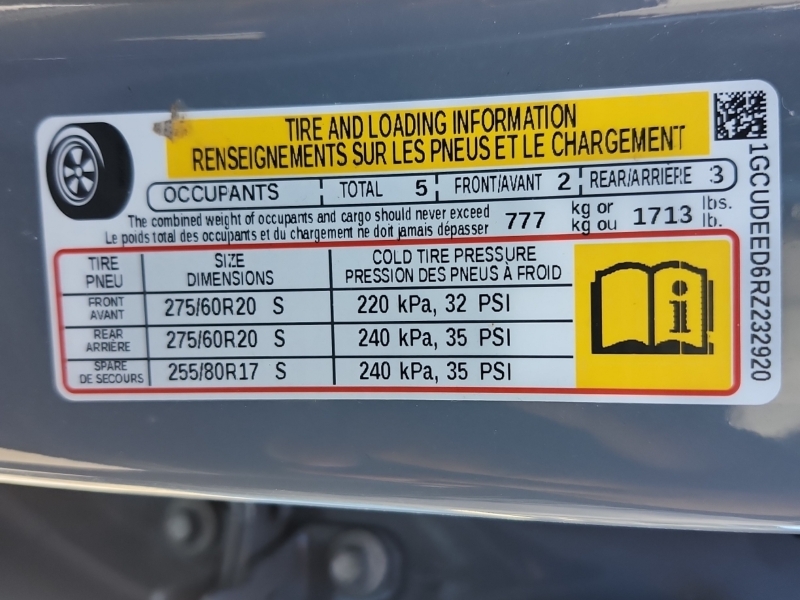 TIRE AND LOADING INFORMATION
RENSEIGNEMENTS SUR LES PNEUS ET LE CHARGEMENT
OCCUPANTS TOTAL 5 FRONT/AVANT 2 REAR/ARRIÈRE 3
The combined weight of occupants and cargo should never exceed 777 kg or 1713 lbs.
Le poids total des occupants et du chargement ne doit jamais dépasser kg ou lb.
TIRE PNEU SIZE DIMENSIONS COLD TIRE PRESSURE PRESSION DES PNEUS À FROID
FRONT AVANT 275/60R20 S 220 kPa, 32 PSI
REAR ARRIÈRE 275/60R20 S 240 kPa, 35 PSI
SPARE DE SECOURS 255/80R17 S 240 kPa, 35 PSI
i
1GCUDEED6RZ232920